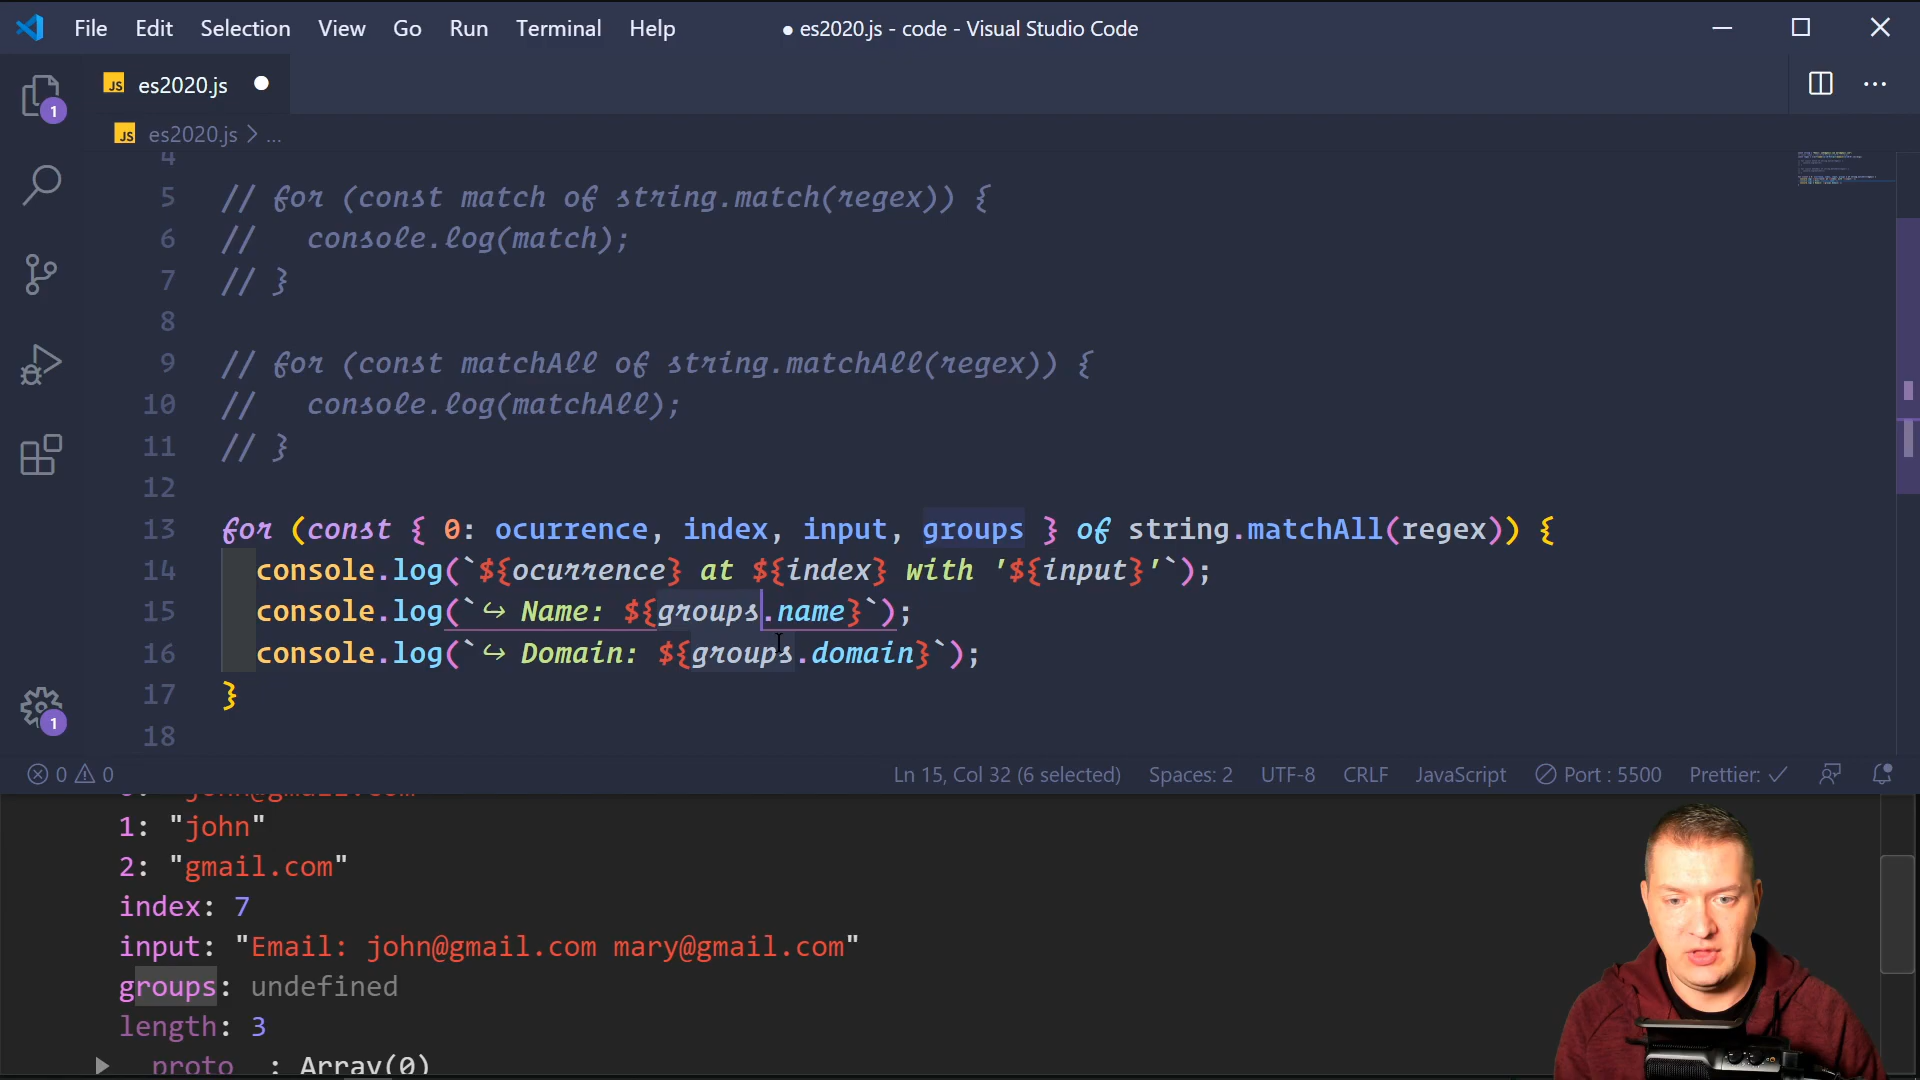 File Edit Selection View Go Run Terminal Help ● es2020.js - code - Visual Studio Code
JS es2020.js
JS es2020.js > ...
1
4
5 // for (const match of string.match(regex)) {
6 //   console.log(match);
7 // }
8
9 // for (const matchAll of string.matchAll(regex)) {
10 //   console.log(matchAll);
11 // }
12
13 for (const { 0: ocurrence, index, input, groups } of string.matchAll(regex)) {
14   console.log(`${ocurrence} at ${index} with '${input}'`);
15   console.log(`↪ Name: ${groups.name}`);
16   console.log(`↪ Domain: ${groups.domain}`);
17 }
1
18
0 0 Ln 15, Col 32 (6 selected) Spaces: 2 UTF-8 CRLF JavaScript Port : 5500 Prettier: ✓
1: "john"
2: "gmail.com"
index: 7
input: "Email: john@gmail.com mary@gmail.com"
groups: undefined
length: 3
proto : Array(0)